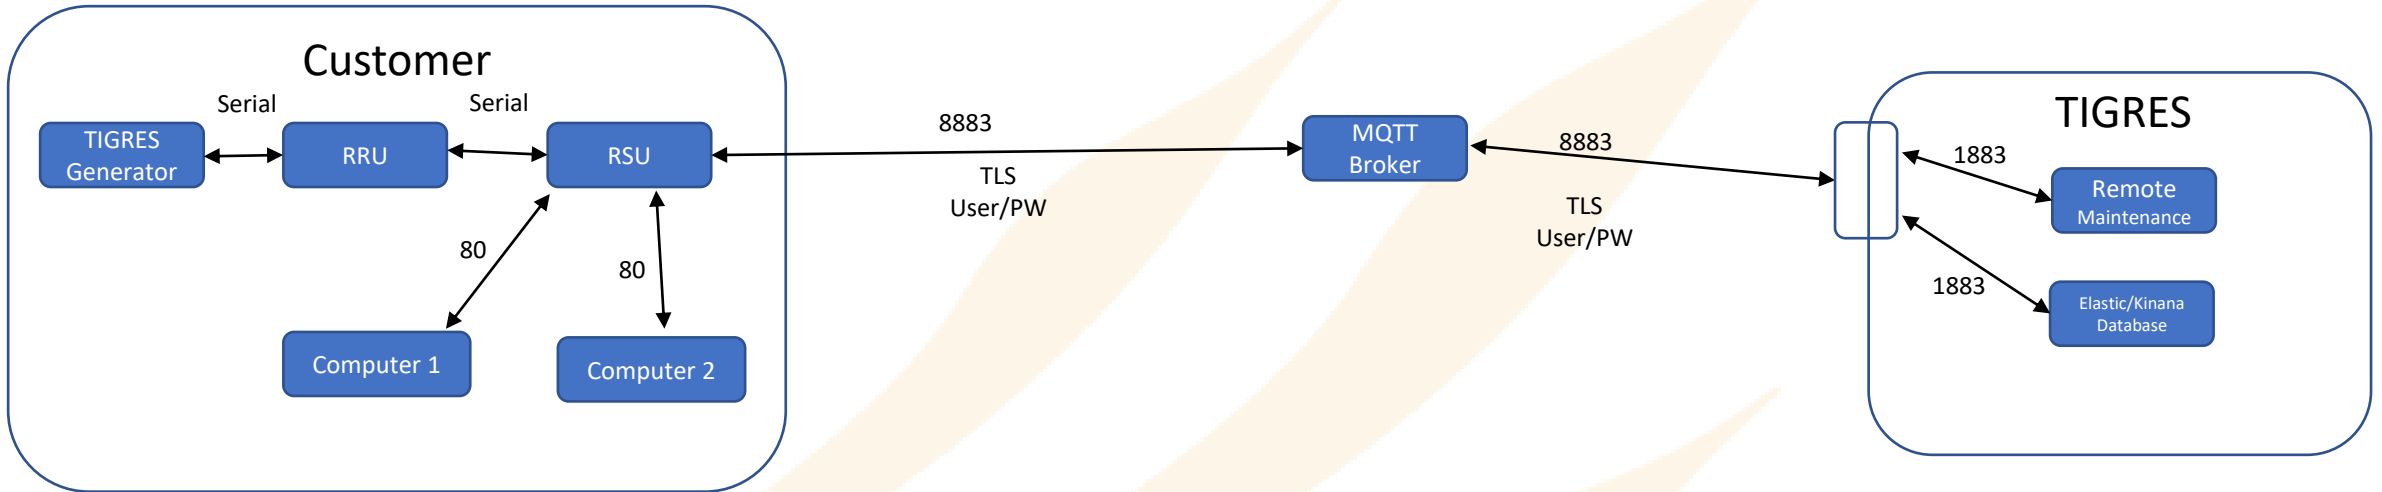 Customer
Serial
Serial
TIGRES
Generator
RRU
RSU
80
80
Computer 1
Computer 2
8883
TLS
User/PW
MQTT
Broker
8883
TLS
User/PW
TIGRES
1883
Remote
Maintenance
1883
Elastic/Kinana
Database